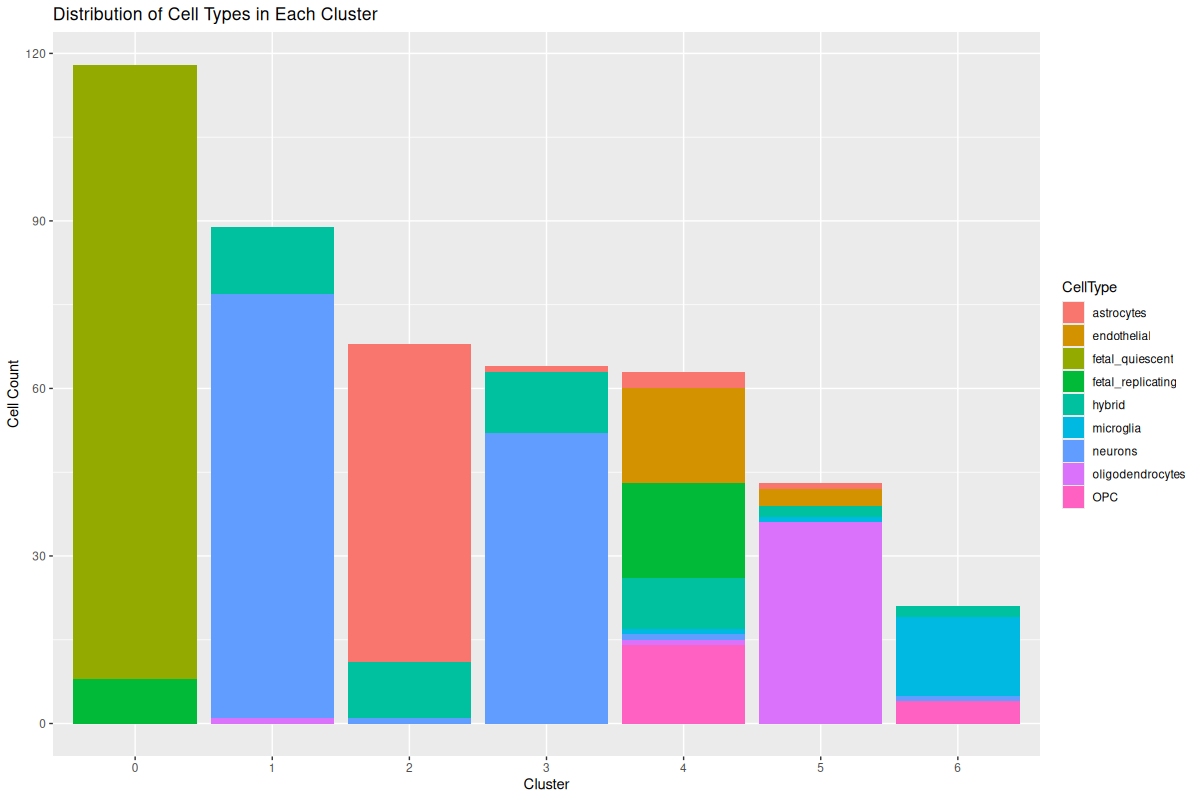 Distribution of Cell Types in Each Cluster
120
90
60
30
0
Cell Count
0 1 2 3 4 5 6
Cluster
CellType
astrocytes
endothelial
fetal_quiescent
fetal_replicating
hybrid
microglia
neurons
oligodendrocytes
OPC